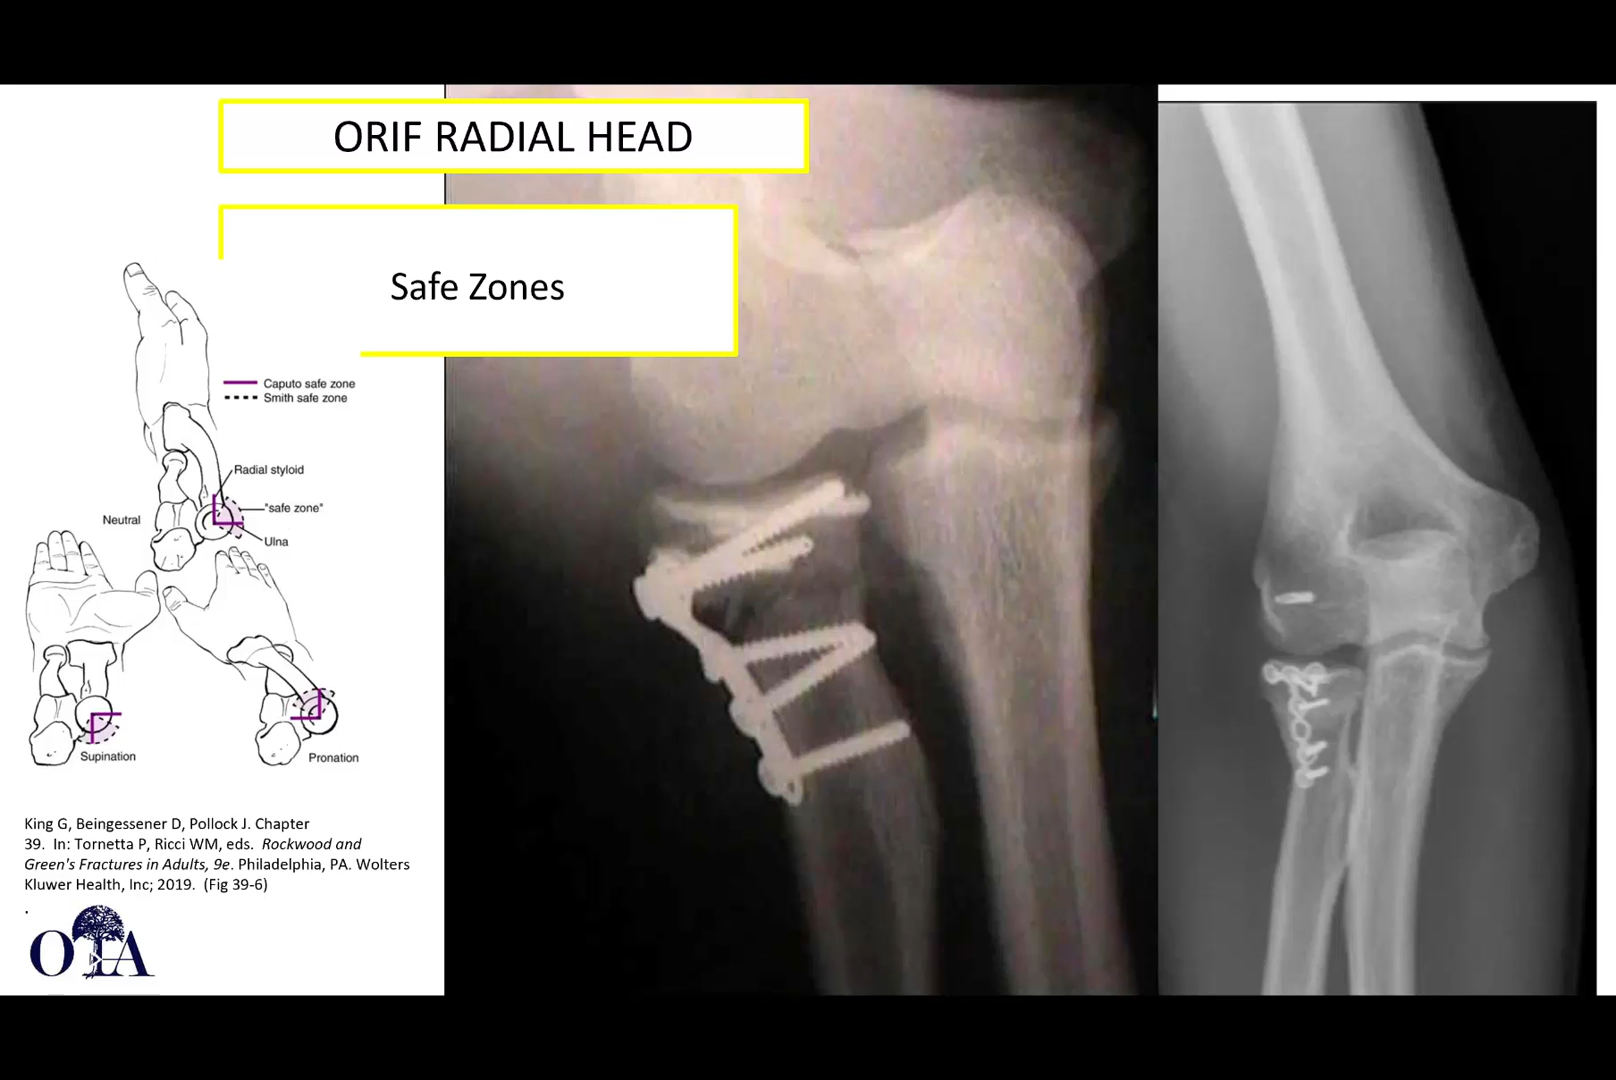 ORIF RADIAL HEAD
Safe Zones
Caputo safe zone
Smith safe zone
Radial styloid
"safe zone"
Neutral
Ulna
Supination
Pronation
King G, Beingessener D, Pollock J. Chapter
39. In: Tornetta P, Ricci WM, eds. Rockwood and
Green's Fractures in Adults, 9e. Philadelphia, PA. Wolters
Kluwer Health, Inc; 2019. (Fig 39-6)
.
OTA